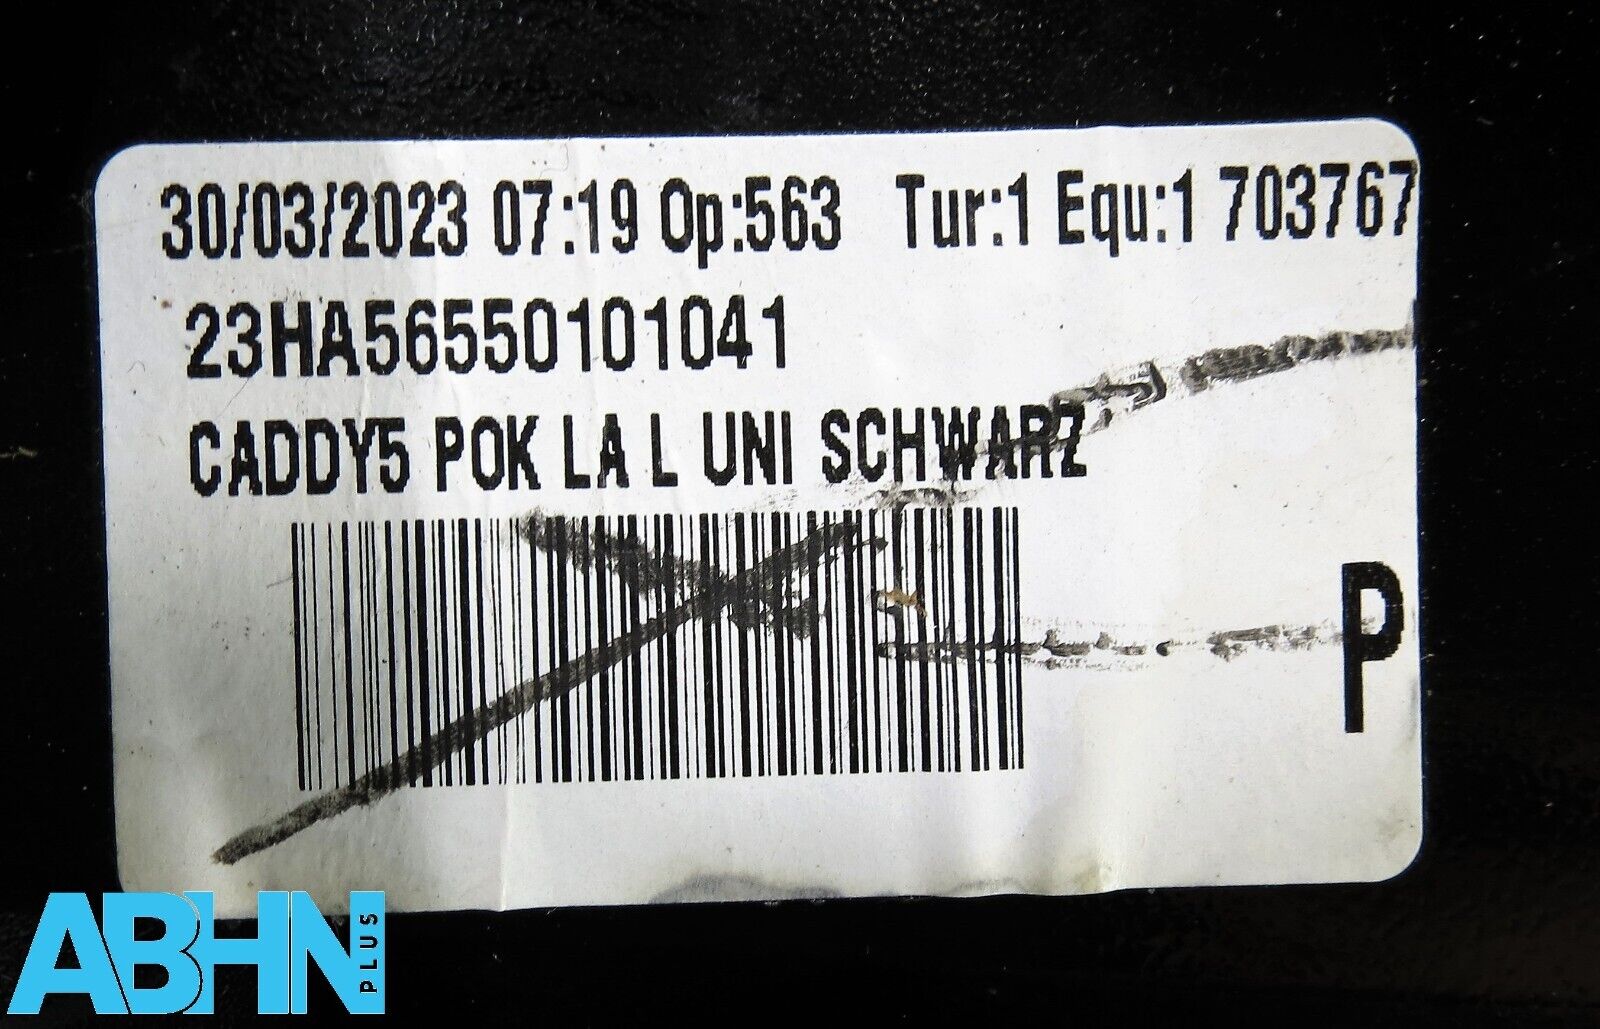 30/03/2023 07:19 Op:563 Tur:1 Equ:1 703767
23HA56550101041
CADDY5 POK LA L UNI SCHWARZ
P
ABHN PLUS